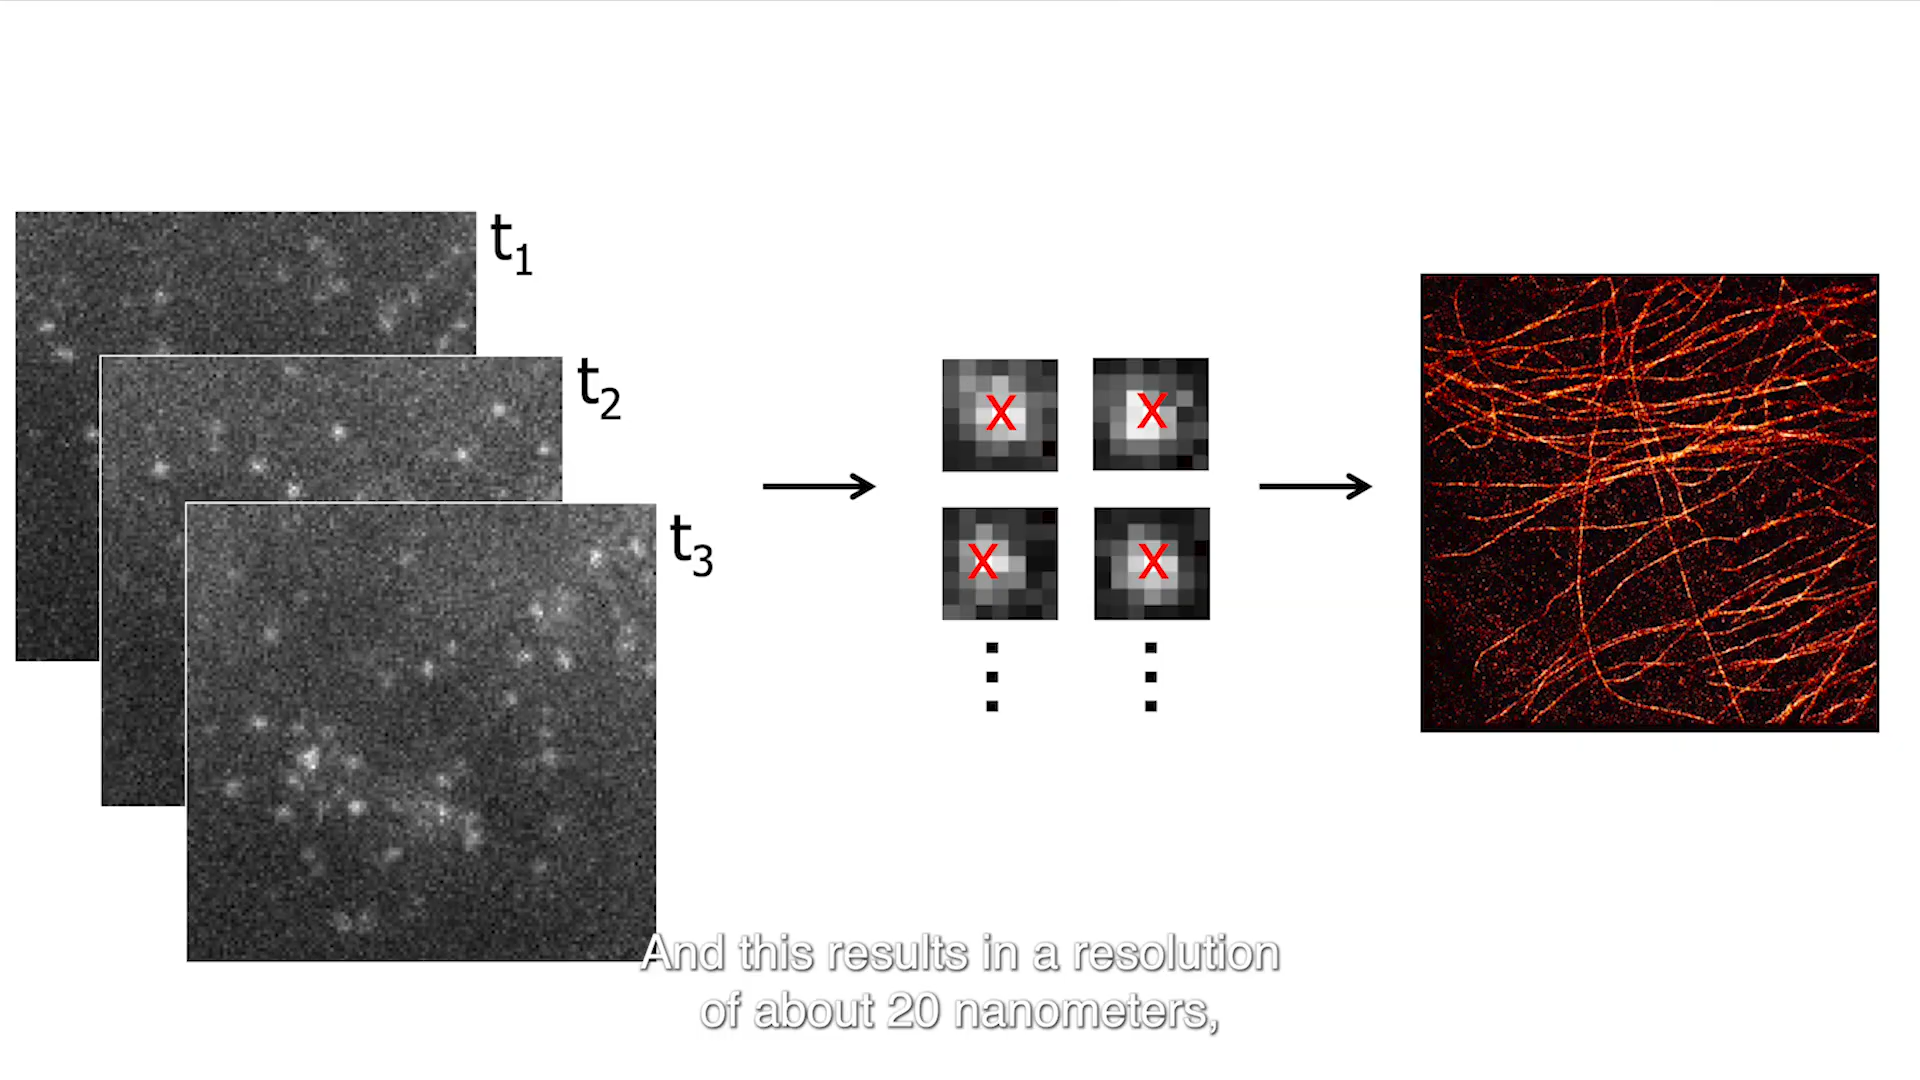 t1
t2
t3
X X
X X
And this results in a resolution
of about 20 nanometers,